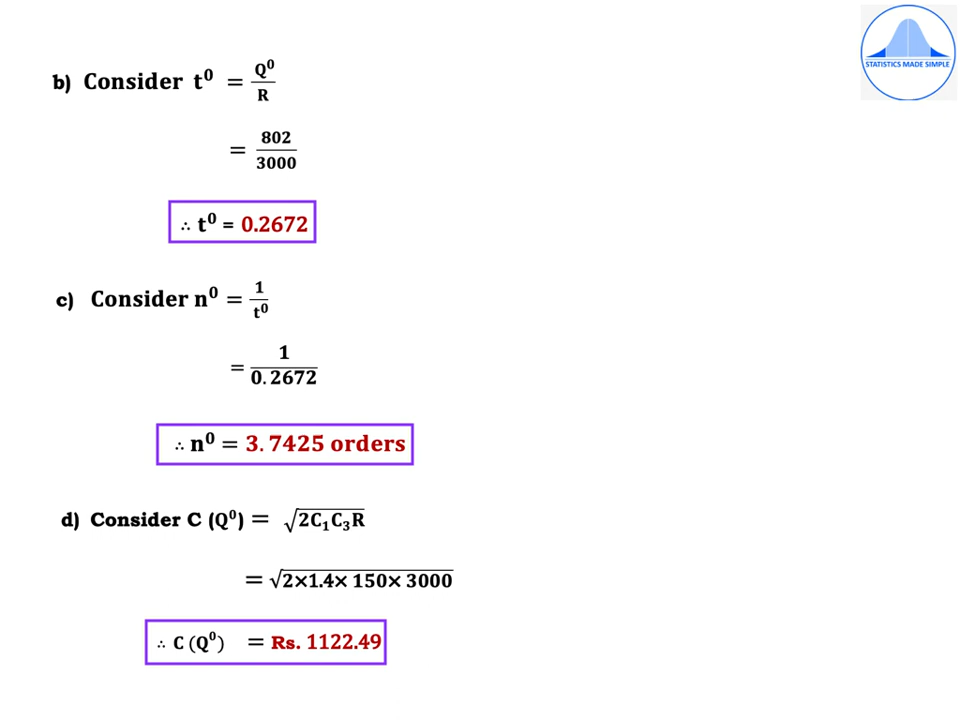 STATISTICS MADE SIMPLE
b) Consider t⁰ = Q⁰/R
= 802/3000
∴ t⁰ = 0.2672
c) Consider n⁰ = 1/t⁰
= 1/0.2672
∴ n⁰ = 3.7425 orders
d) Consider C (Q⁰) = √2C₁C₃R
= √2×1.4× 150× 3000
∴ C (Q⁰) = Rs. 1122.49